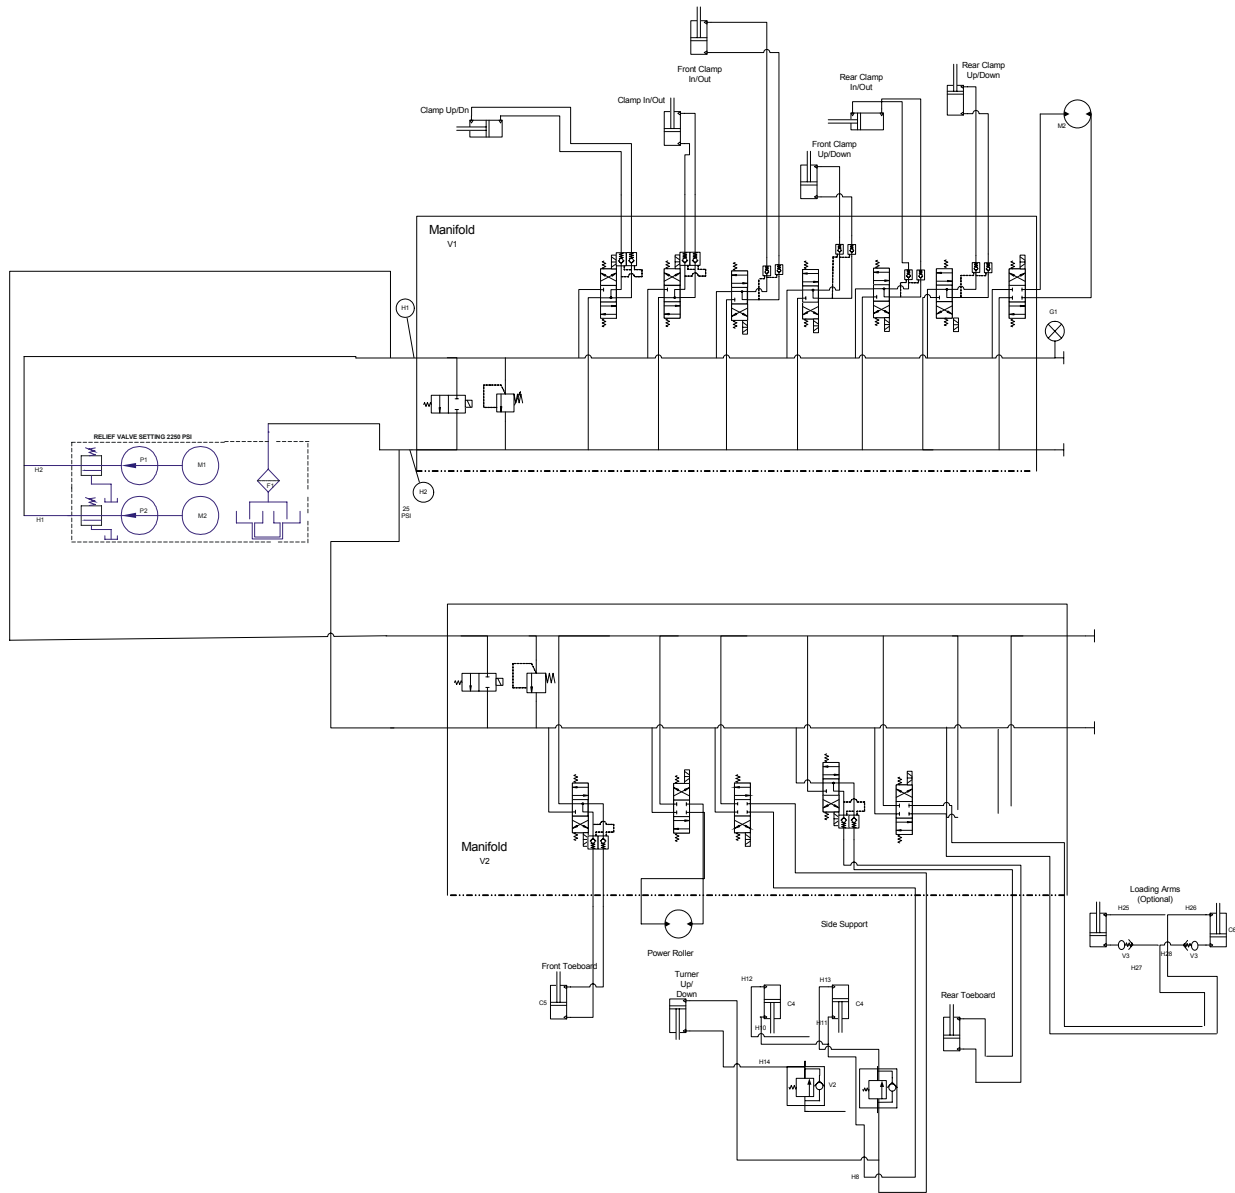 Front Clamp
In/Out
Rear Clamp
Up/Down
Rear Clamp
In/Out
Clamp Up/Dn
Clamp In/Out
M2
Front Clamp
Up/Down
Manifold
V1
H1
G1
RELIEF VALVE SETTING 2250 PSI
P1
M1
H2
F1
H2
P2
M2
H1
25
PSI
Manifold
V2
Loading Arms
(Optional)
H25
H26
C6
V3
H28
V3
H27
Side Support
Power Roller
Front Toeboard
Turner
Up/
Down
H12
H13
C5
C4
C4
Rear Toeboard
H10
H11
H14
V2
H8